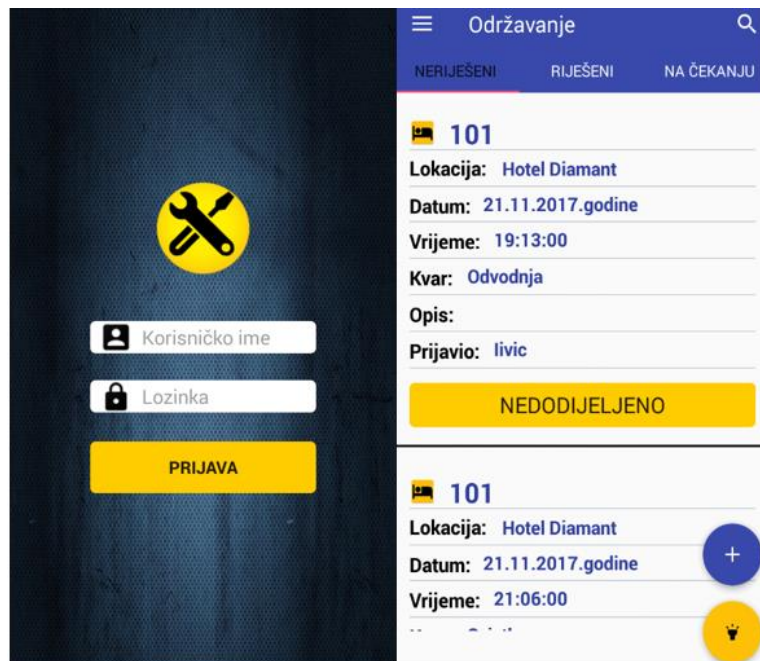 Korisničko ime
Lozinka
PRIJAVA
Održavanje
NERIJEŠENI RIJEŠENI NA ČEKANJU
101
Lokacija: Hotel Diamant
Datum: 21.11.2017.godine
Vrijeme: 19:13:00
Kvar: Odvodnja
Opis:
Prijavio: Iivic
NEDODIJELJENO
101
Lokacija: Hotel Diamant
Datum: 21.11.2017.godine
Vrijeme: 21:06:00